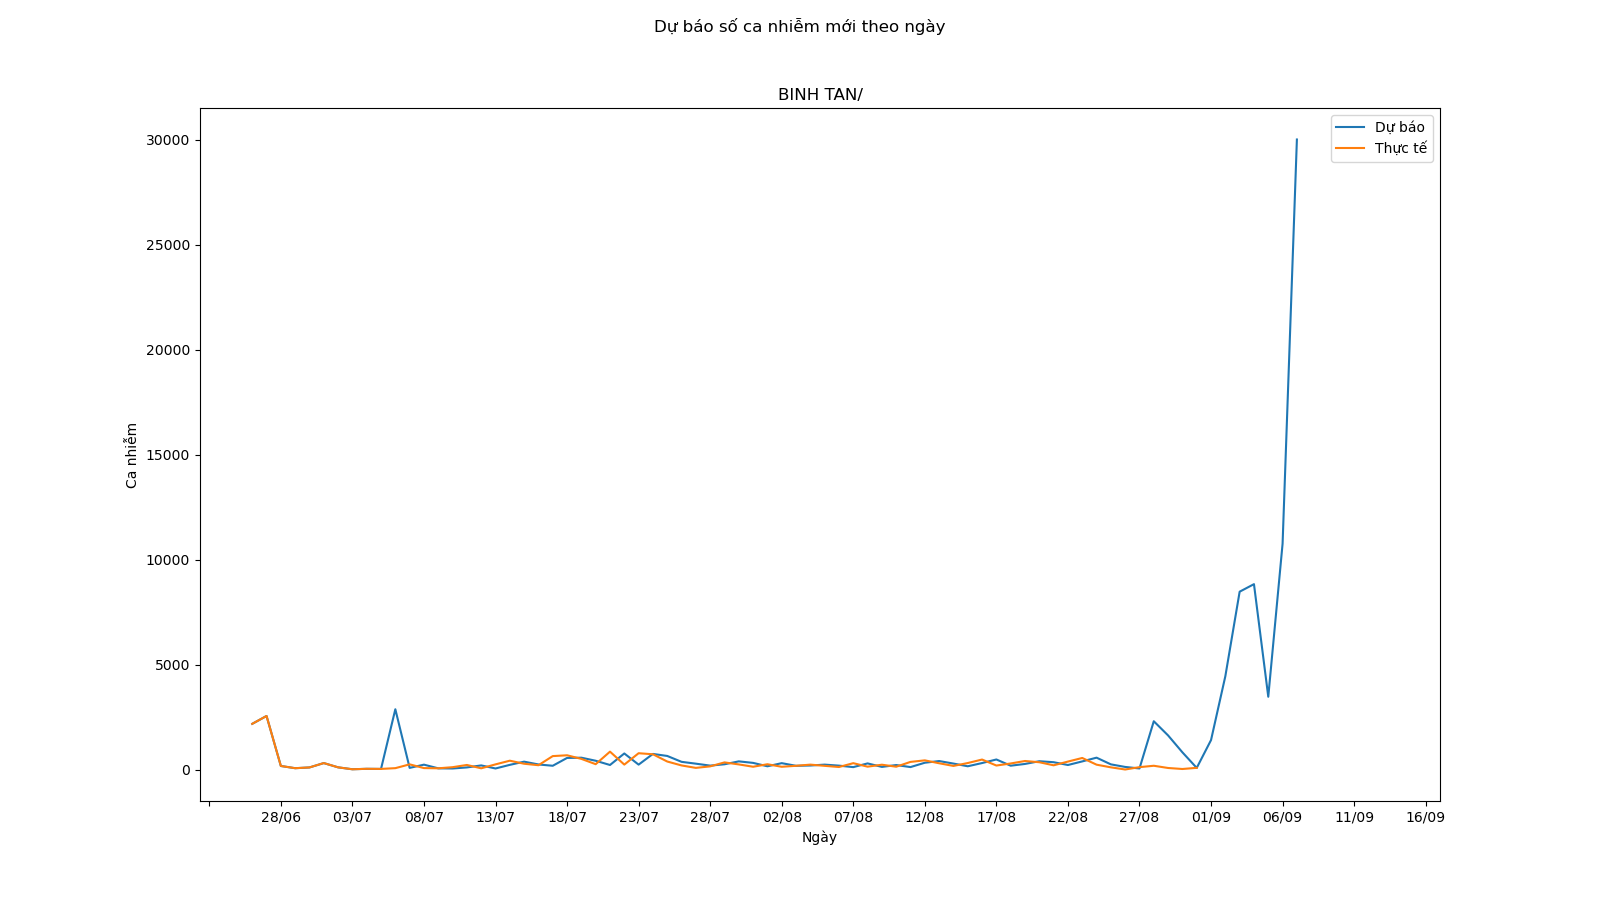 Dự báo số ca nhiễm mới theo ngày
BINH TAN/
Dự báo
Thực tế
30000
25000
20000
15000
10000
5000
0
Ca nhiễm
28/06 03/07 08/07 13/07 18/07 23/07 28/07 02/08 07/08 12/08 17/08 22/08 27/08 01/09 06/09 11/09 16/09
Ngày